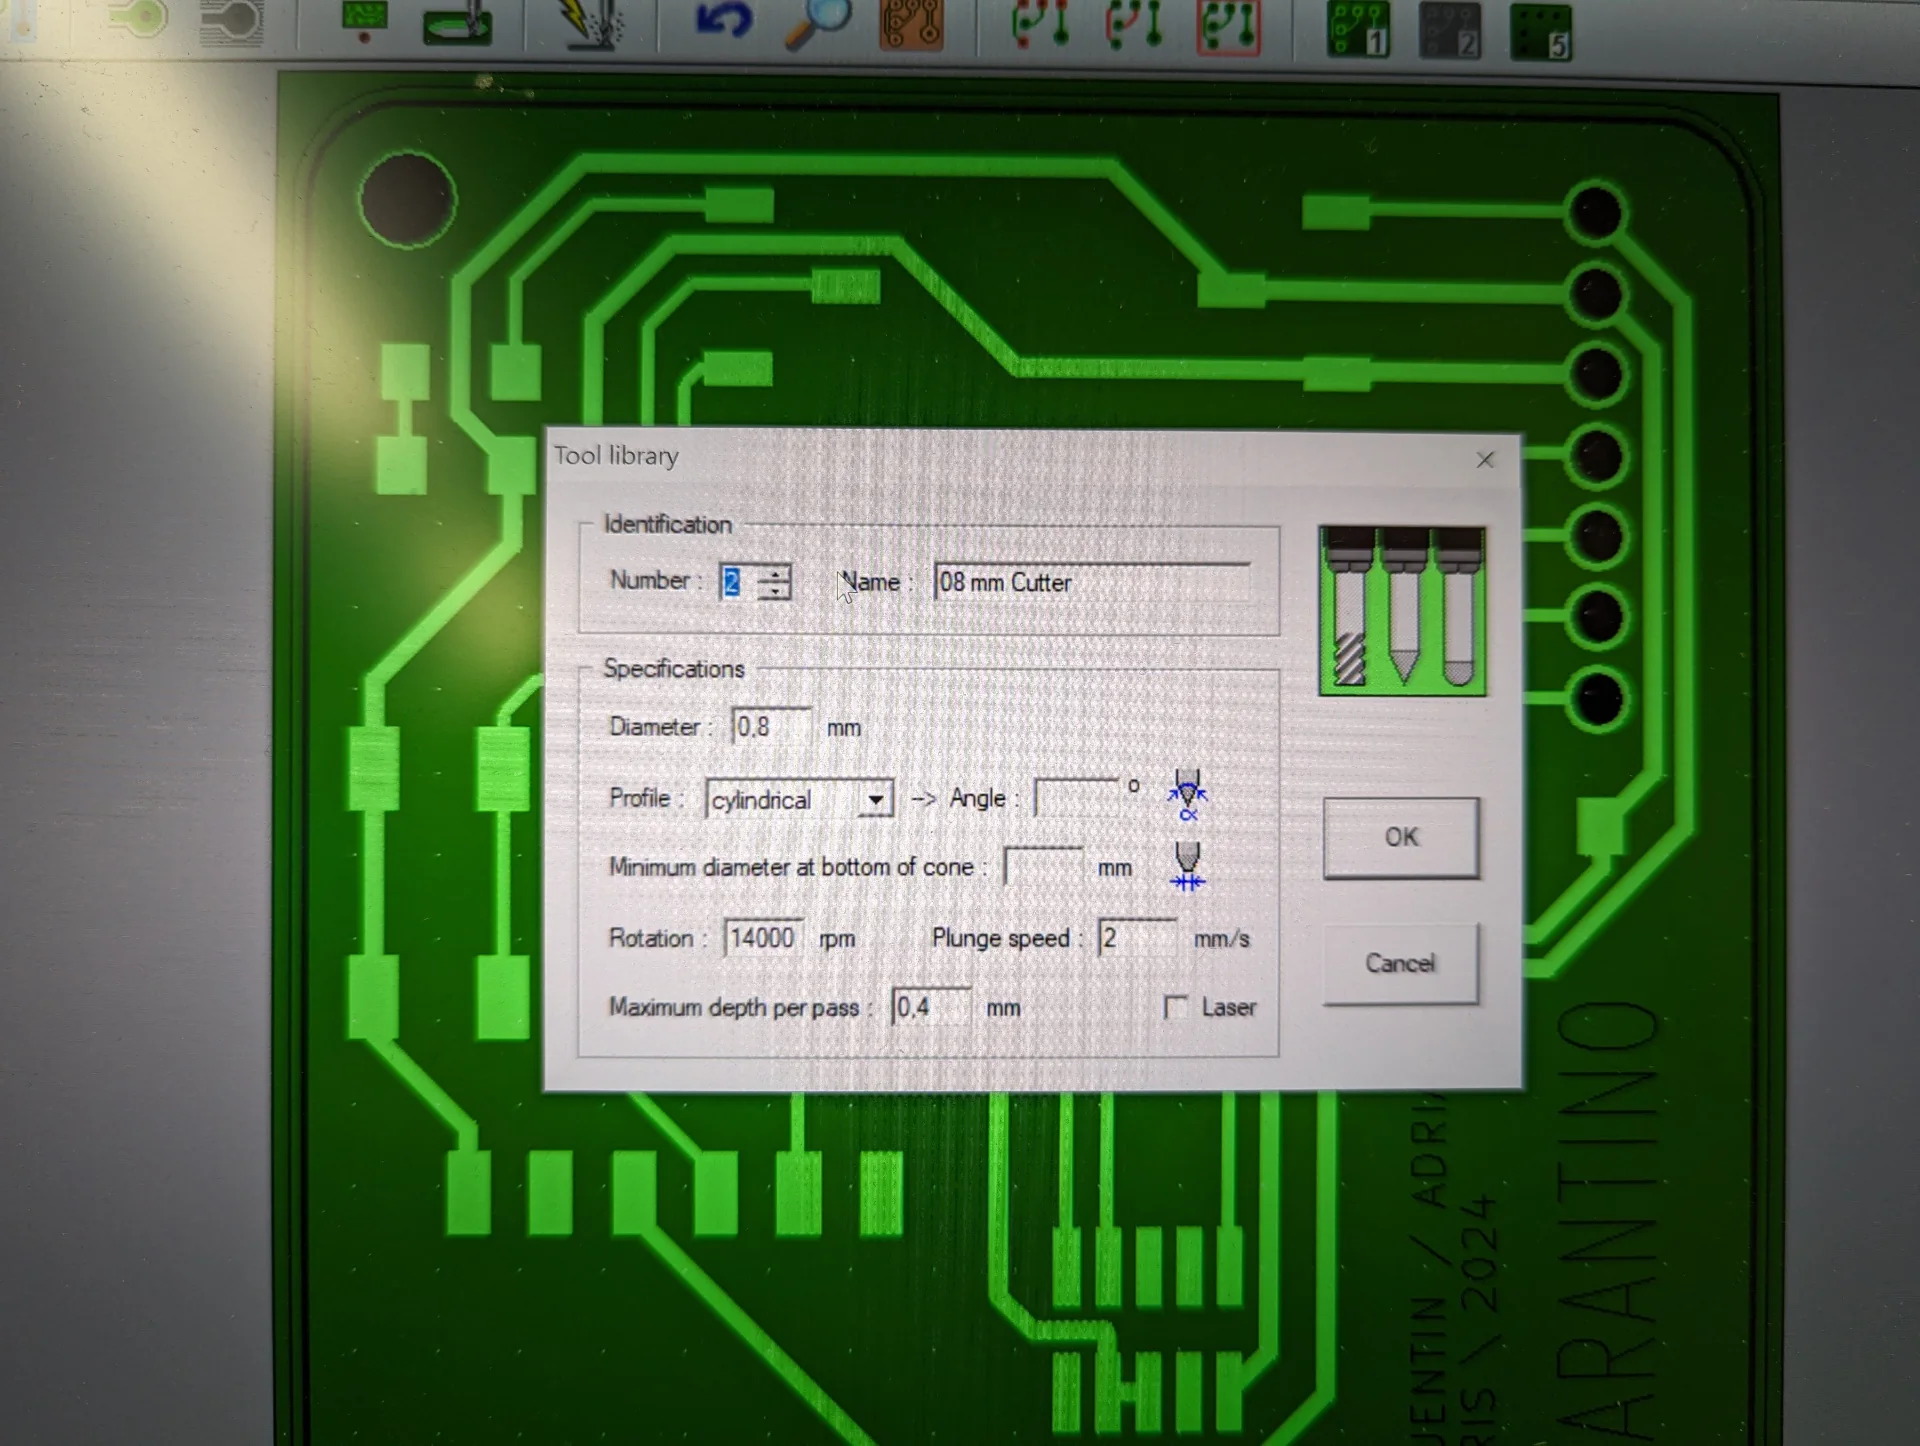 1
2
5
Tool library
Identification
Number : 2
Name : 08 mm Cutter
Specifications
Diameter : 0.8 mm
Profile : cylindrical -> Angle : °
α
Minimum diameter at bottom of cone : mm
Rotation : 14000 rpm Plunge speed : 2 mm/s
Maximum depth per pass : 0,4 mm Laser
OK
Cancel
UENTIN / ADRI
RIS \ 2024
ARANTINO